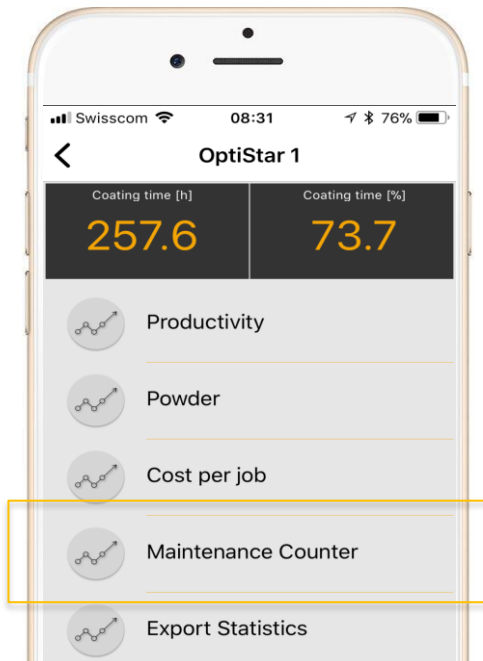 Swisscom 08:31 76%
OptiStar 1
Coating time [h] Coating time [%]
257.6 73.7
Productivity
Powder
Cost per job
Maintenance Counter
Export Statistics